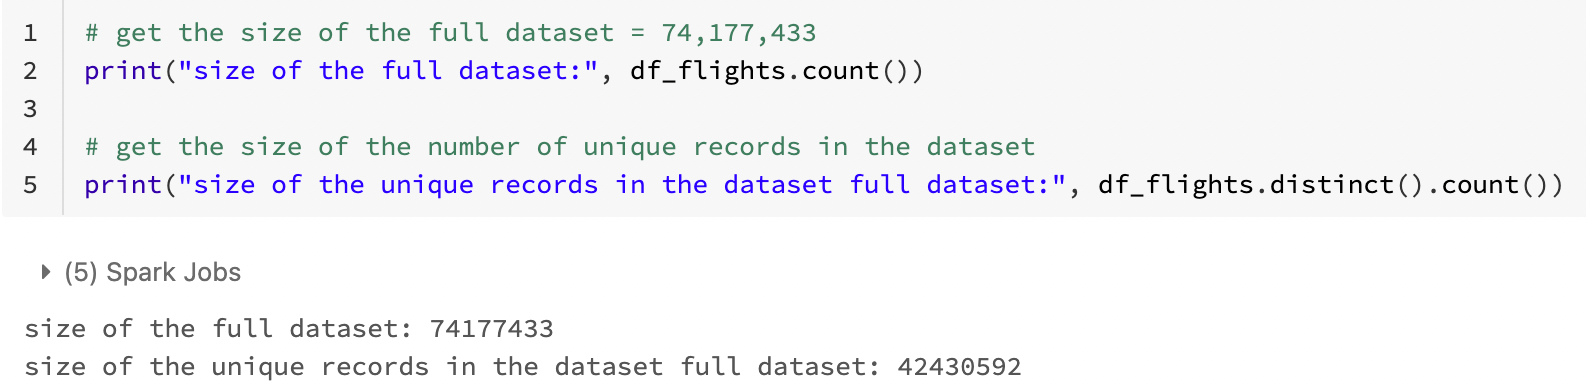 1 # get the size of the full dataset = 74,177,433
2 print("size of the full dataset:", df_flights.count())
3
4 # get the size of the number of unique records in the dataset
5 print("size of the unique records in the dataset full dataset:", df_flights.distinct().count())
(5) Spark Jobs
size of the full dataset: 74177433
size of the unique records in the dataset full dataset: 42430592